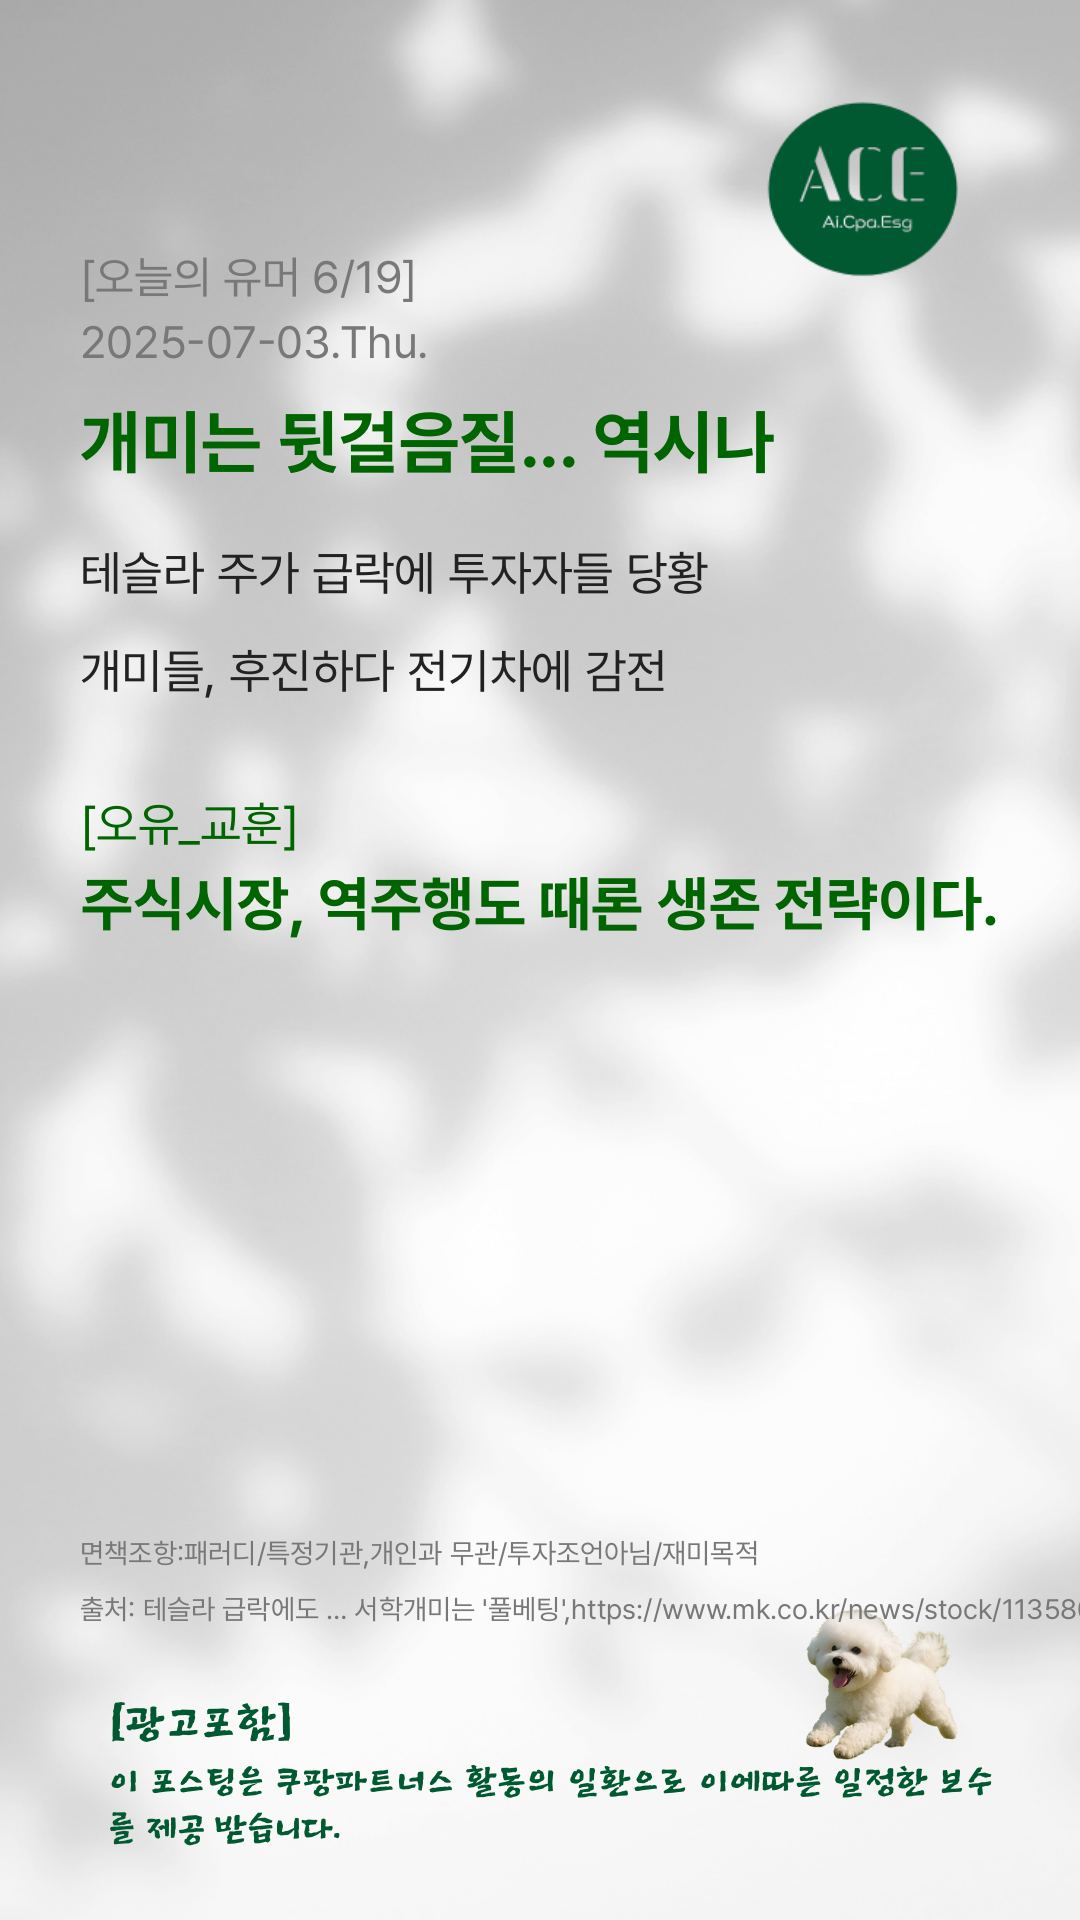 ACE
Ai.Cpa.Esg
[오늘의 유머 6/19]
2025-07-03.Thu.
개미는 뒷걸음질... 역시나
테슬라 주가 급락에 투자자들 당황
개미들, 후진하다 전기차에 감전
[오유_교훈]
주식시장, 역주행도 때론 생존 전략이다.
면책조항:패러디/특정기관,개인과 무관/투자조언아님/재미목적
출처: 테슬라 급락에도 ... 서학개미는 '풀베팅',https://www.mk.co.kr/news/stock/11358
[광고포함]
이 포스팅은 쿠팡파트너스 활동의 일환으로 이에따른 일정한 보수
를 제공 받습니다.